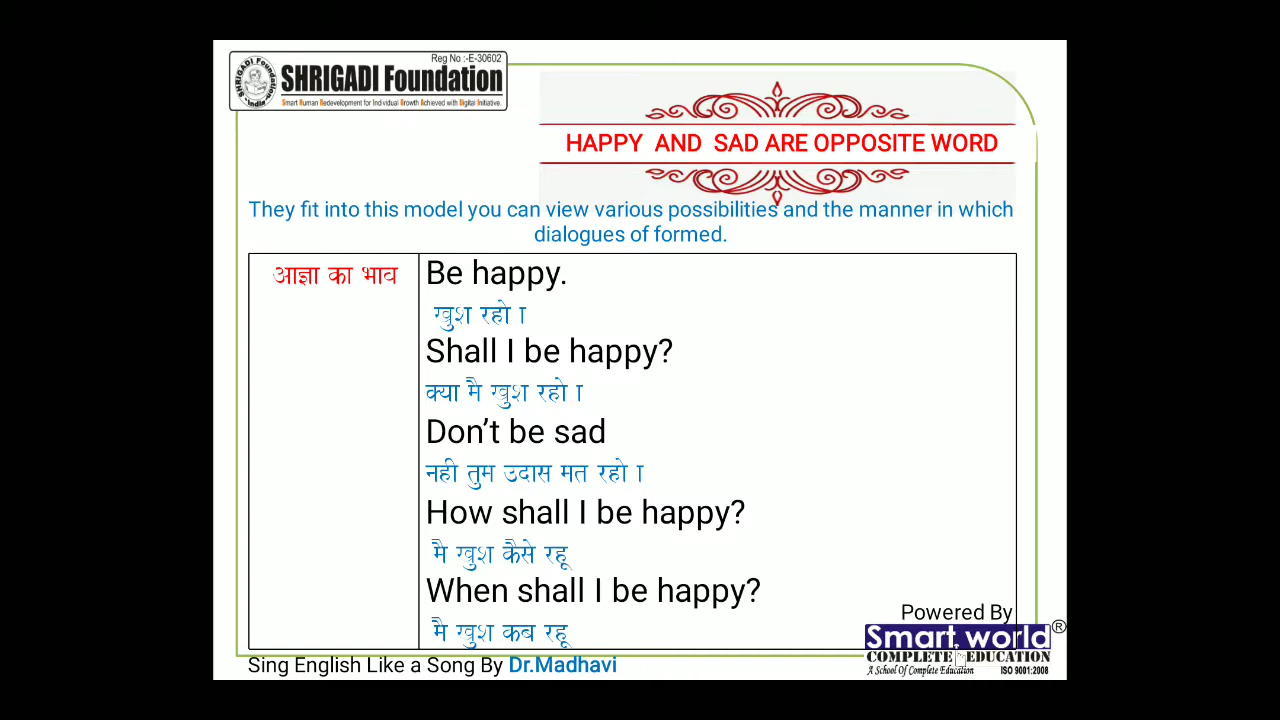 Reg No :-E-30602
SHRIGADI Foundation
Smart Human Redevelopment for Individual Growth Achieved with Digital Initiative.
SHRIGADI Foundation
India
HAPPY AND SAD ARE OPPOSITE WORD
They fit into this model you can view various possibilities and the manner in which
dialogues of formed.
आज्ञा का भाव
Be happy.
खुश रहो ।
Shall I be happy?
क्या मै खुश रहो ।
Don't be sad
नही तुम उदास मत रहो ।
How shall I be happy?
मै खुश कैसे रहू
When shall I be happy?
मै खुश कब रहू
Powered By
Smart world ®
COMPLETE EDUCATION
A School Of Complete Education ISO 9001:2008
Sing English Like a Song By Dr.Madhavi